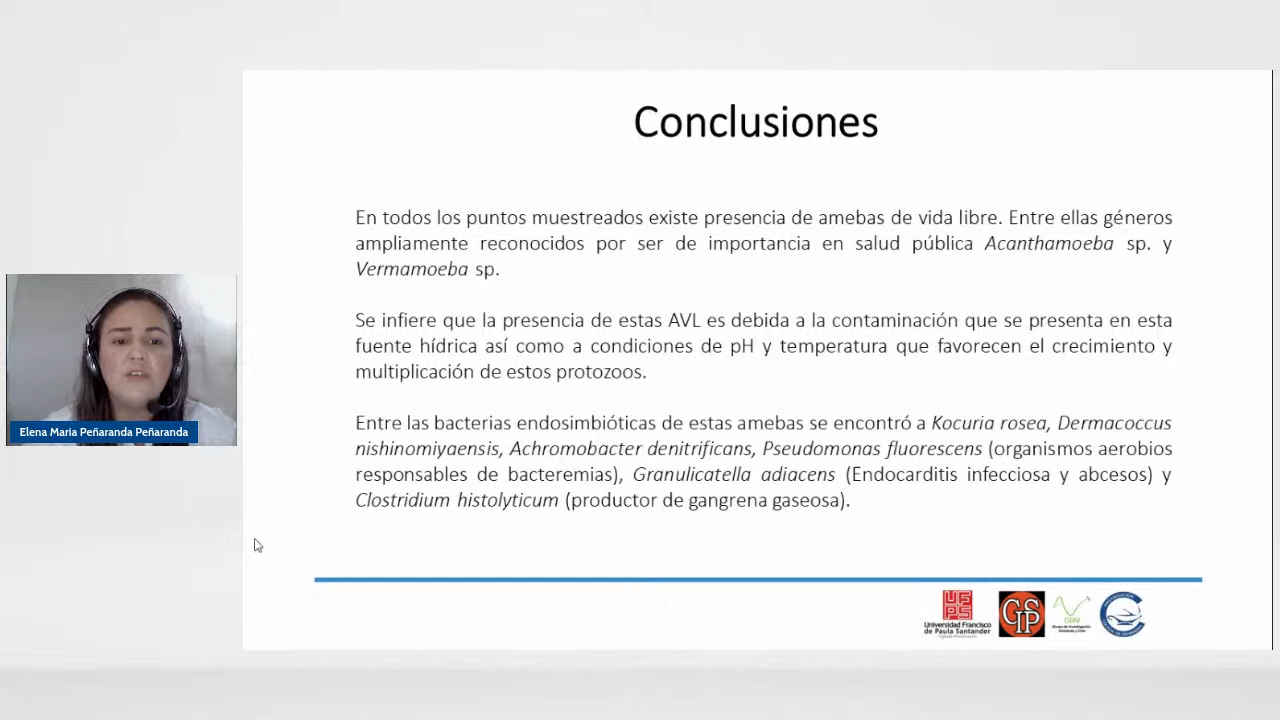 Conclusiones
En todos los puntos muestreados existe presencia de amebas de vida libre. Entre ellas géneros
ampliamente reconocidos por ser de importancia en salud pública Acanthamoeba sp. y
Vermamoeba sp.
Se infiere que la presencia de estas AVL es debida a la contaminación que se presenta en esta
fuente hídrica así como a condiciones de pH y temperatura que favorecen el crecimiento y
multiplicación de estos protozoos.
Entre las bacterias endosimbióticas de estas amebas se encontró a Kocuria rosea, Dermacoccus
nishinomiyaensis, Achromobacter denitrificans, Pseudomonas fluorescens (organismos aerobios
responsables de bacteremias), Granulicatella adiacens (Endocarditis infecciosa y abcesos) y
Clostridium histolyticum (productor de gangrena gaseosa).
Elena Maria Peñaranda Peñaranda
UF
PS
Universidad Francisco
de Paula Santander
GIAV